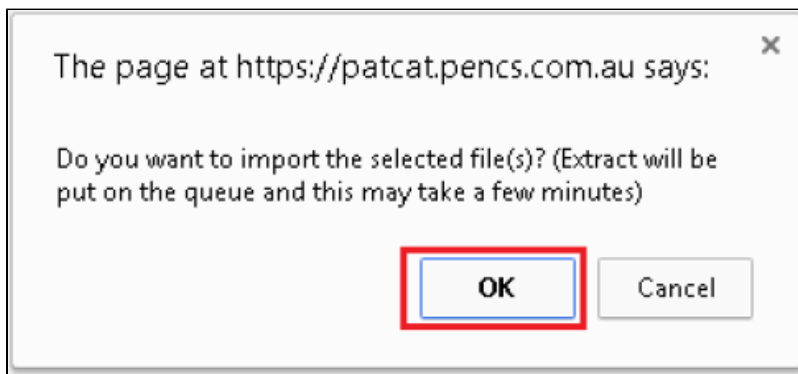 The page at https://patcat.pencs.com.au says:
Do you want to import the selected file(s)? (Extract will be
put on the queue and this may take a few minutes)
OK
Cancel